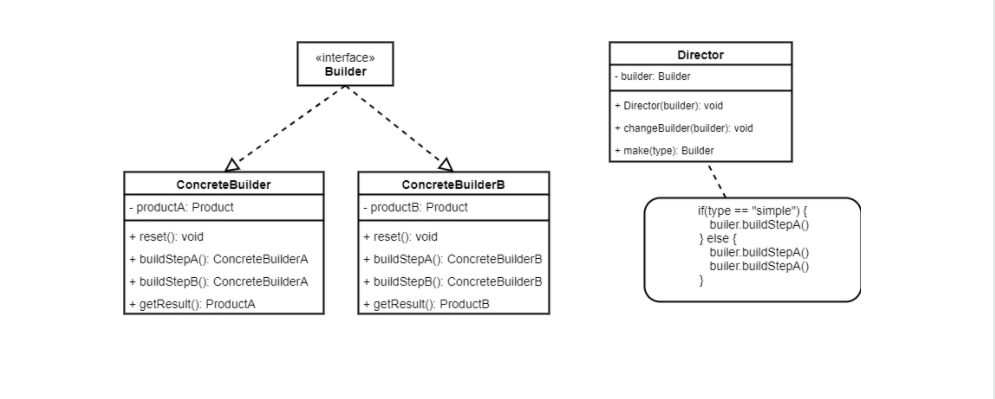 «interface»
Builder
ConcreteBuilder
- productA: Product
+ reset(): void
+ buildStepA(): ConcreteBuilderA
+ buildStepB(): ConcreteBuilderA
+ getResult(): ProductA
ConcreteBuilderB
- productB: Product
+ reset(): void
+ buildStepA(): ConcreteBuilderB
+ buildStepB(): ConcreteBuilderB
+ getResult(): ProductB
Director
- builder: Builder
+ Director(builder): void
+ changeBuilder(builder): void
+ make(type): Builder
if(type == "simple") {
builer.buildStepA()
} else {
builer.buildStepA()
builer.buildStepA()
}